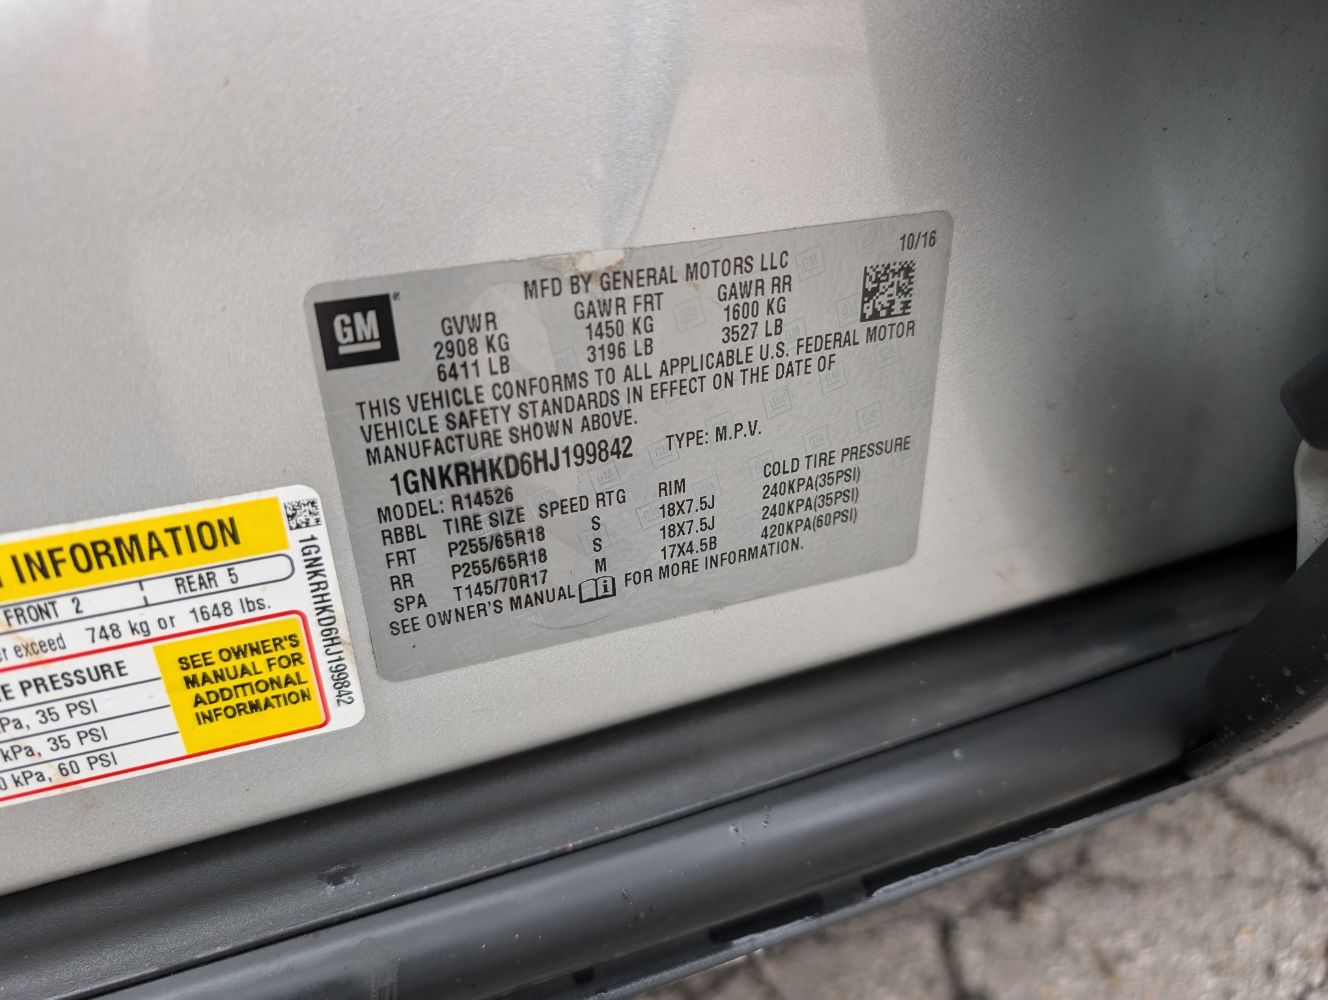 10/16
MFD BY GENERAL MOTORS LLC
GM
GVWR GAWR FRT GAWR RR
2908 KG 1450 KG 1600 KG
6411 LB 3196 LB 3527 LB
THIS VEHICLE CONFORMS TO ALL APPLICABLE U.S. FEDERAL MOTOR
VEHICLE SAFETY STANDARDS IN EFFECT ON THE DATE OF
MANUFACTURE SHOWN ABOVE.
1GNKRHKD6HJ199842 TYPE: M.P.V.
MODEL: R14526
RBBL TIRE SIZE SPEED RTG RIM COLD TIRE PRESSURE
FRT P255/65R18 S 18X7.5J 240KPA(35PSI)
RR P255/65R18 S 18X7.5J 240KPA(35PSI)
SPA T145/70R17 M 17X4.5B 420KPA(60PSI)
SEE OWNER'S MANUAL FOR MORE INFORMATION.
INFORMATION
FRONT 2 REAR 5
exceed 748 kg or 1648 lbs.
PRESSURE
kPa, 35 PSI
kPa, 35 PSI
kPa, 60 PSI
SEE OWNER'S
MANUAL FOR
ADDITIONAL
INFORMATION
1GNKRHKD6HJ199842